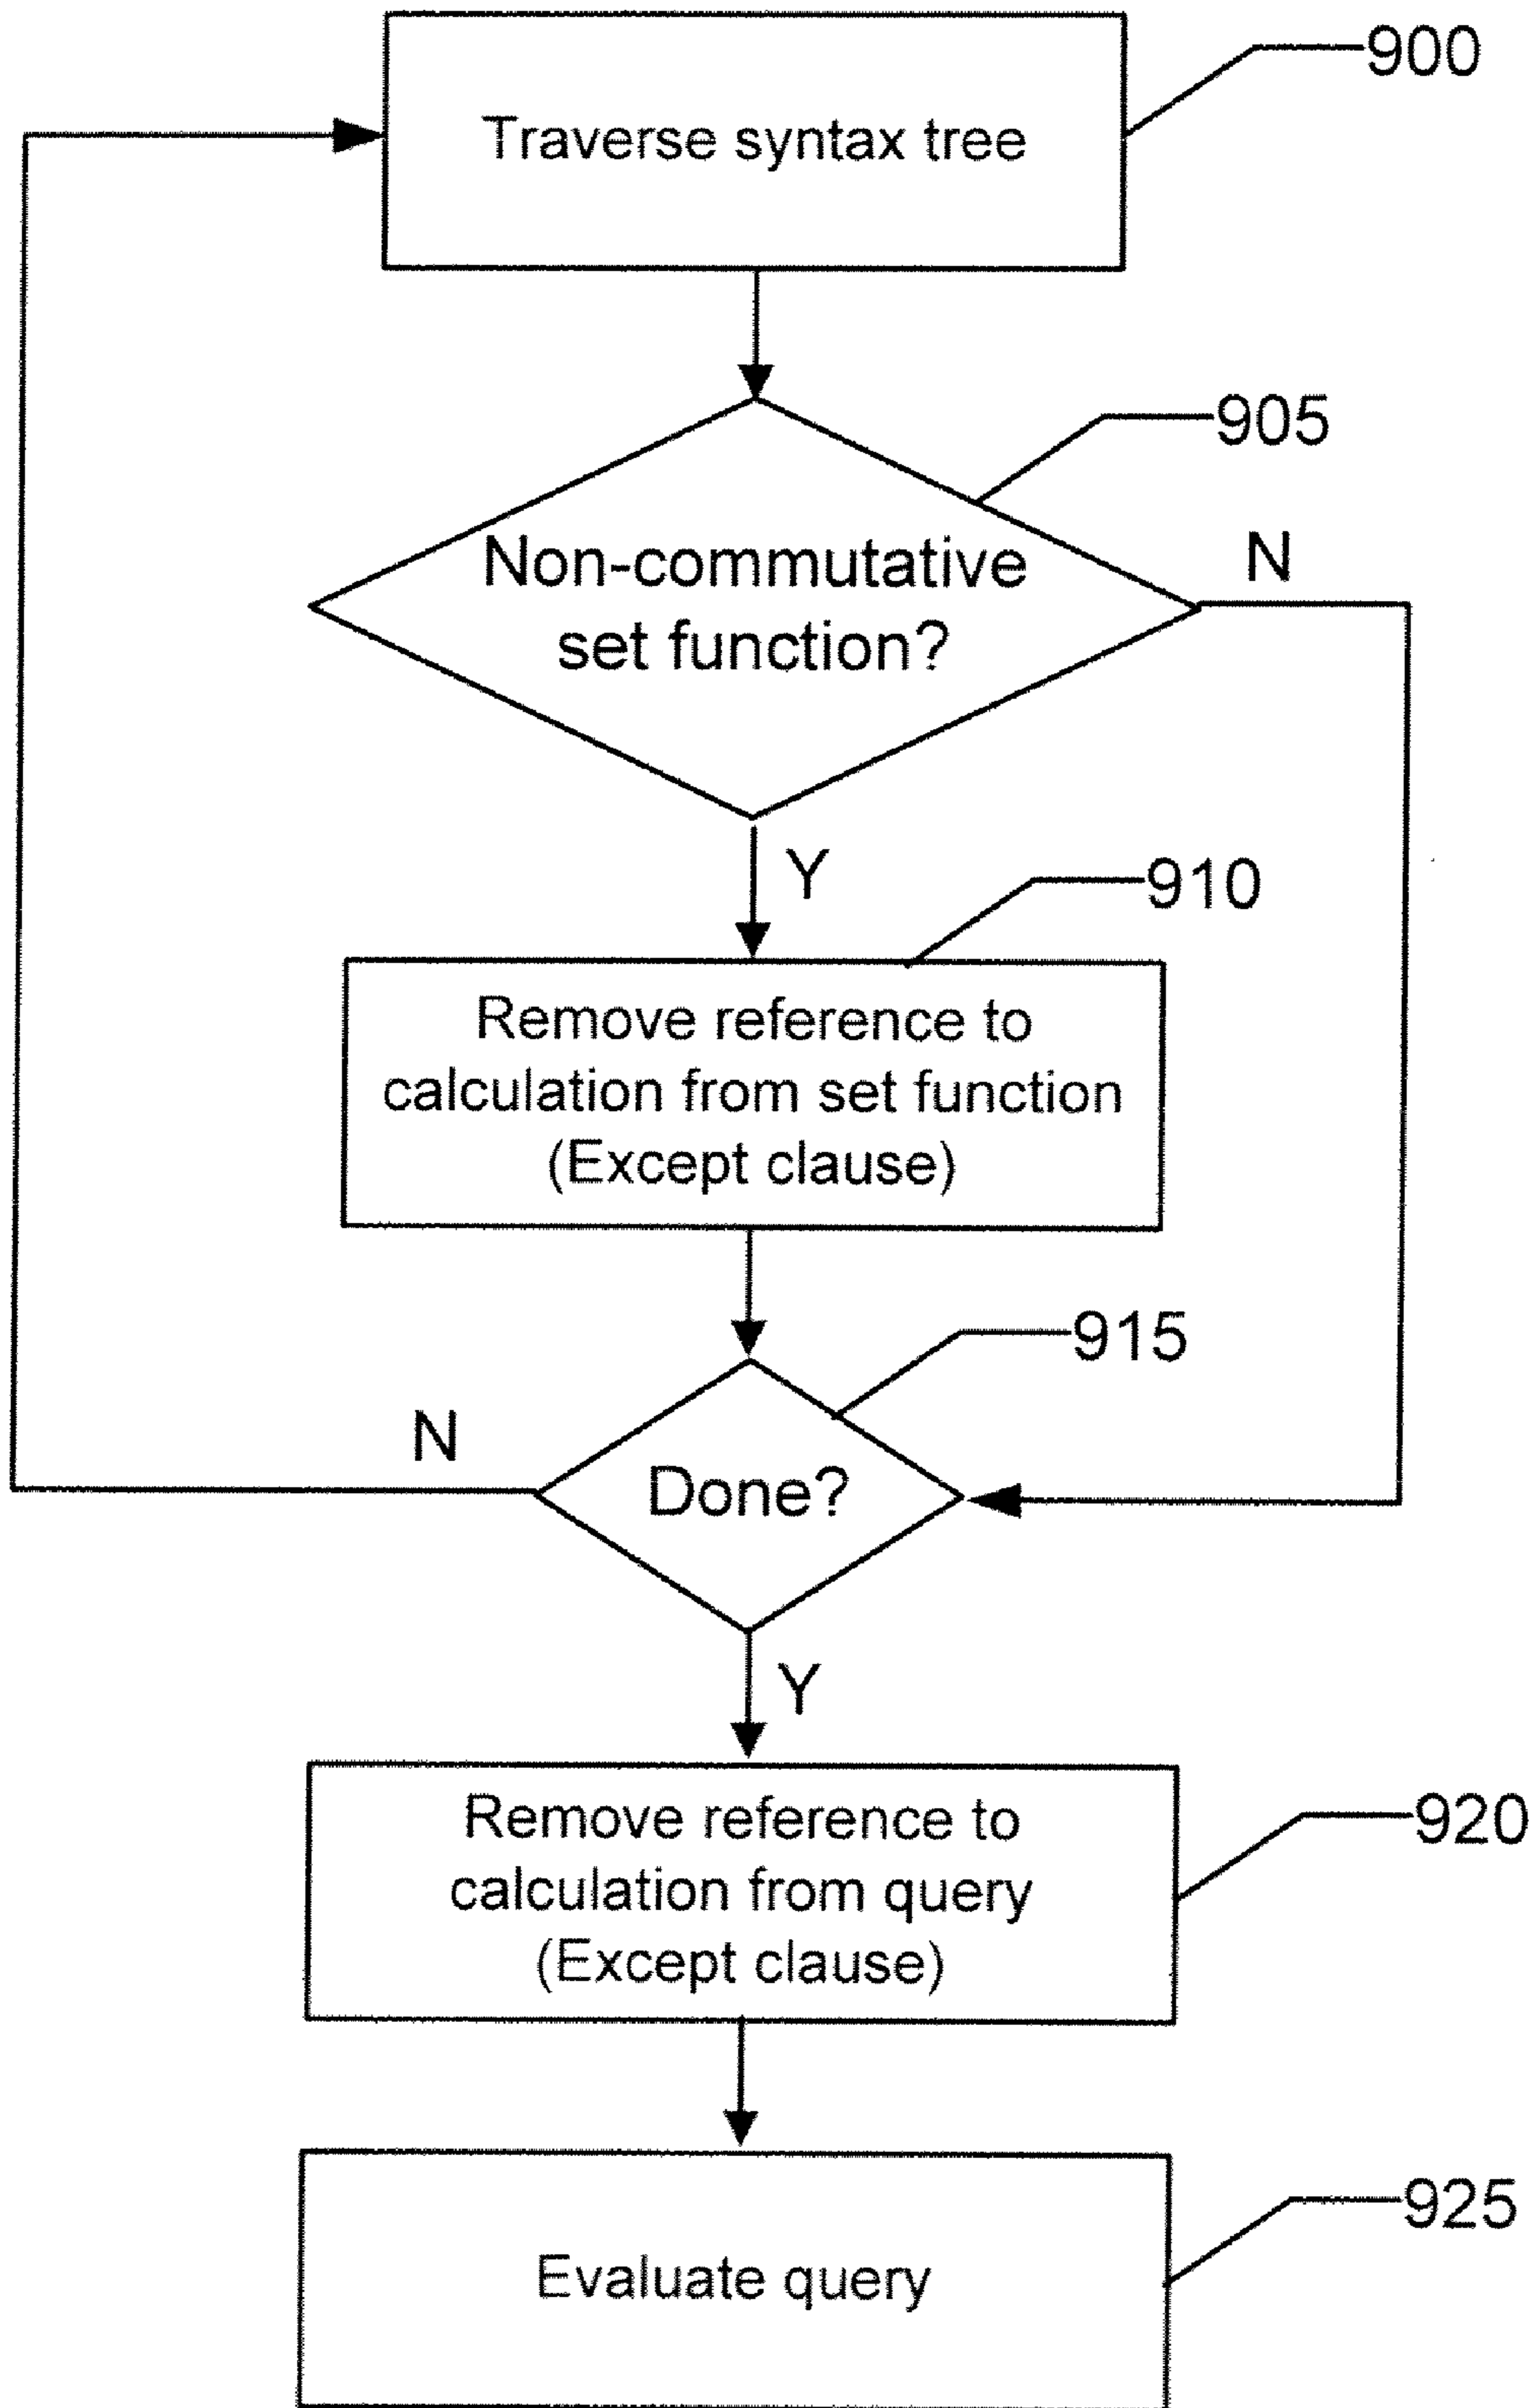 900
Traverse syntax tree
905
Non-commutative
set function?
N
Y
910
Remove reference to
calculation from set function
(Except clause)
915
N
Done?
Y
Remove reference to
calculation from query
(Except clause)
920
925
Evaluate query